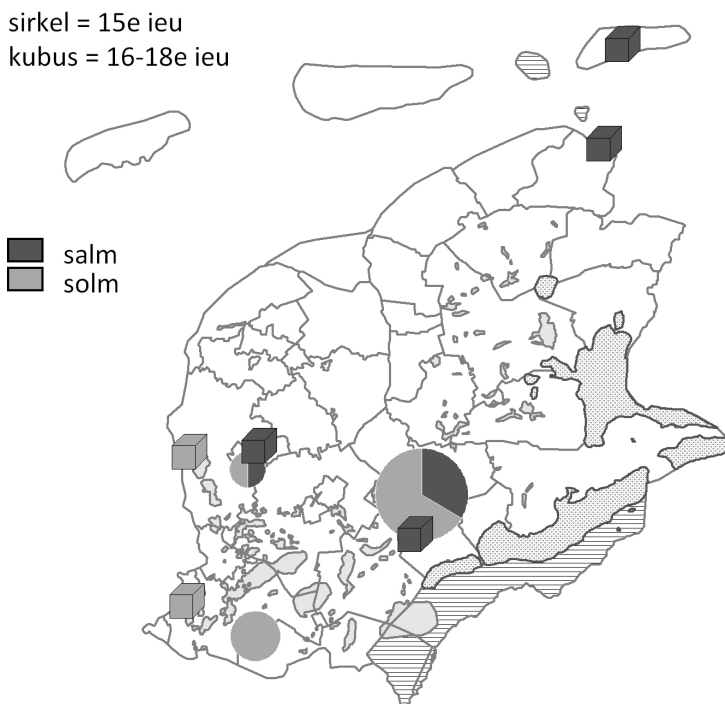 sirkel = 15e ieu
kubus = 16-18e ieu
salm
solm